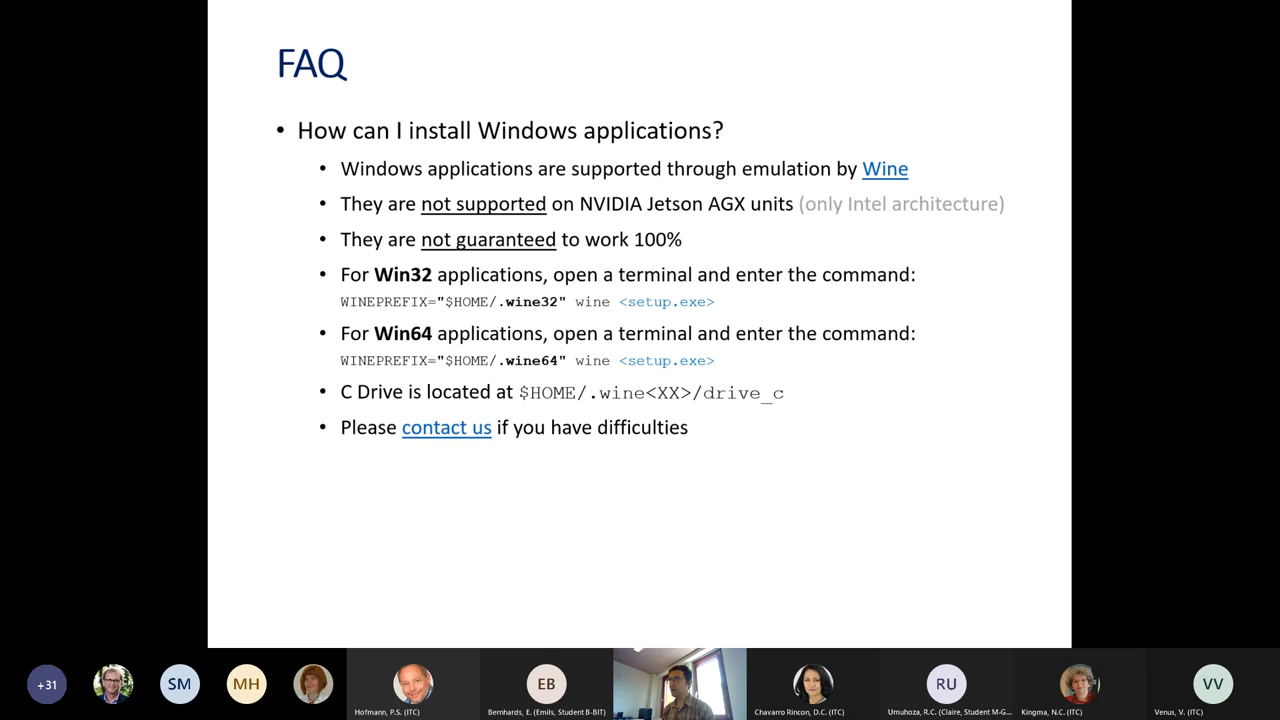 FAQ
• How can I install Windows applications?
• Windows applications are supported through emulation by Wine
• They are not supported on NVIDIA Jetson AGX units (only Intel architecture)
• They are not guaranteed to work 100%
• For Win32 applications, open a terminal and enter the command:
WINEPREFIX="$HOME/.wine32" wine <setup.exe>
• For Win64 applications, open a terminal and enter the command:
WINEPREFIX="$HOME/.wine64" wine <setup.exe>
• C Drive is located at $HOME/.wine<XX>/drive_c
• Please contact us if you have difficulties
+31
SM
MH
EB
RU
VV
Hofmann, P.S. (ITC)
Bernhards, E. (Emils, Student B-BIT)
Chavarro Rincon, D.C. (ITC)
Umuhoza, R.C. (Claire, Student M-G...
Kingma, N.C. (ITC)
Venus, V. (ITC)